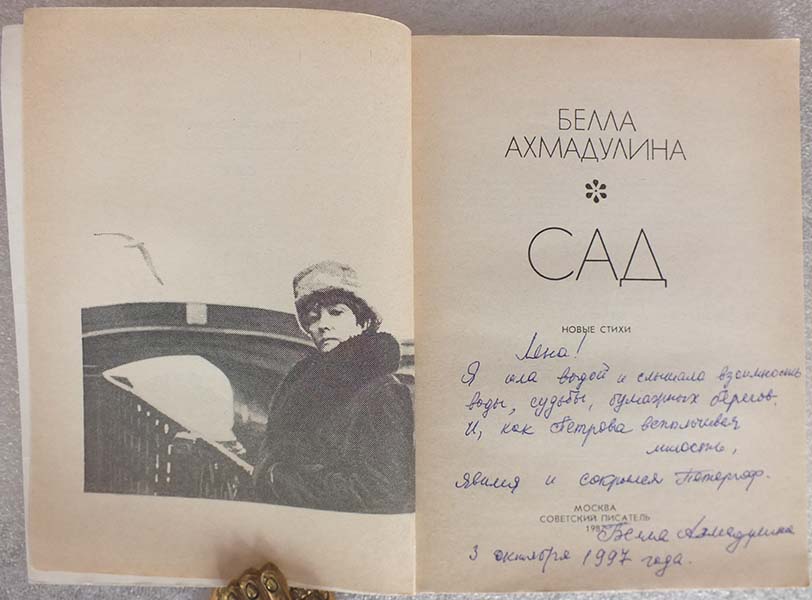 БЕЛЛА
АХМАДУЛИНА
САД
НОВЫЕ СТИХИ
Лена!
Я шла водой и слышала взаимность
воды, судьбы, бумажных берегов.
И, как Петрова вспыльчивая
милость,
явился и сокрылся Петергоф.
МОСКВА
СОВЕТСКИЙ ПИСАТЕЛЬ
Белла Ахмадулина
3 октября 1997 года.